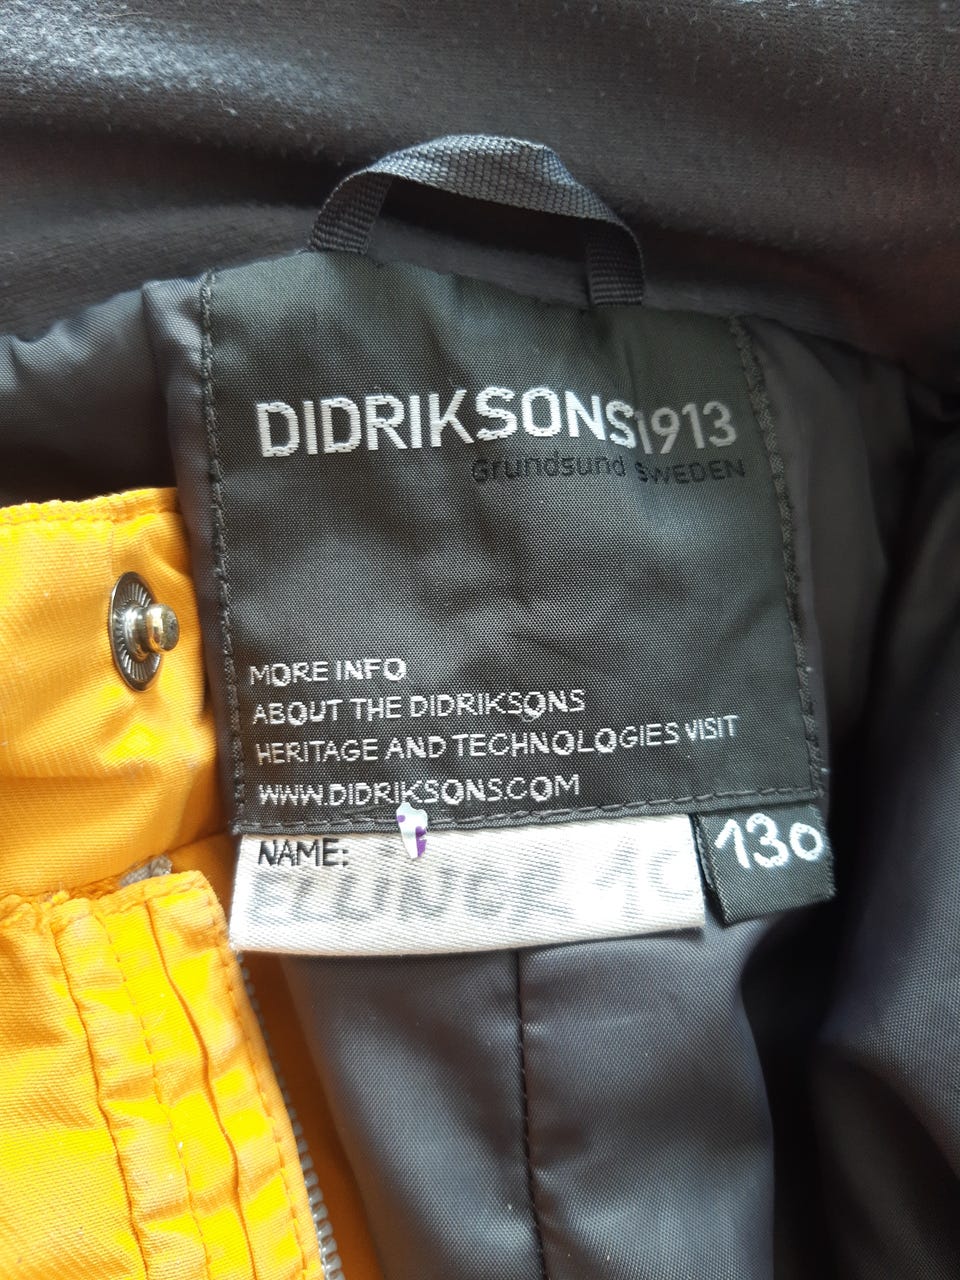 DIDRIKSONS1913
Grundsund SWEDEN
MORE INFO
ABOUT THE DIDRIKSONS
HERITAGE AND TECHNOLOGIES VISIT
WWW.DIDRIKSONS.COM
NAME:
130